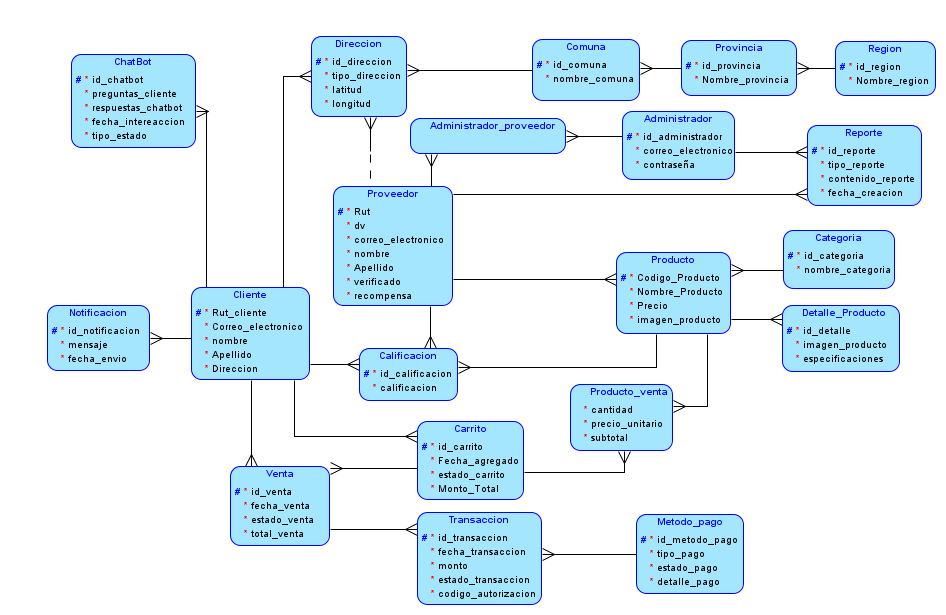 ChatBot
# * id_chatbot
* preguntas_cliente
* respuestas_chatbot
* fecha_intereaccion
* tipo_estado
Direccion
# * id_direccion
* tipo_direccion
* latitud
* longitud
Comuna
# * id_comuna
* nombre_comuna
Provincia
# * id_provincia
* Nombre_provincia
Region
# * id_region
* Nombre_region
Administrador_proveedor
Administrador
# * id_administrador
* correo_electronico
* contraseña
Reporte
# * id_reporte
* tipo_reporte
* contenido_reporte
* fecha_creacion
Proveedor
# * Rut
* dv
* correo_electronico
* nombre
* Apellido
* verificado
* recompensa
Producto
# * Codigo_Producto
* Nombre_Producto
* Precio
* imagen_producto
Categoria
# * id_categoria
* nombre_categoria
Detalle_Producto
# * id_detalle
* imagen_producto
* especificaciones
Cliente
# * Rut_cliente
* Correo_electronico
* nombre
* Apellido
* Direccion
Notificacion
# * id_notificacion
* mensaje
* fecha_envio
Calificacion
# * id_calificacion
* calificacion
Producto_venta
* cantidad
* precio_unitario
* subtotal
Carrito
# * id_carrito
* Fecha_agregado
* estado_carrito
* Monto_Total
Venta
# * id_venta
* fecha_venta
* estado_venta
* total_venta
Transaccion
# * id_transaccion
* fecha_transaccion
* monto
* estado_transaccion
* codigo_autorizacion
Metodo_pago
# * id_metodo_pago
* tipo_pago
* estado_pago
* detalle_pago